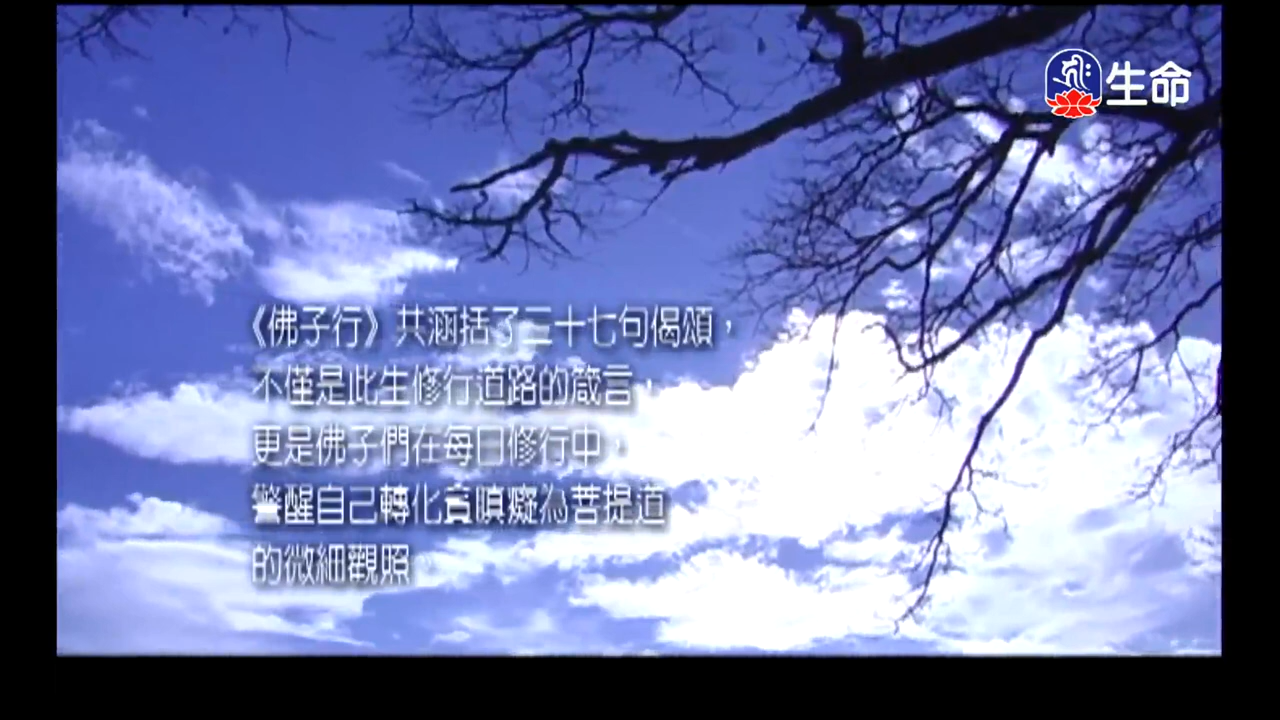 生命
《佛子行》共涵括了三十七句偈頌，
不僅是此生修行道路的箴言，
更是佛子們在每日修行中，
警醒自己轉化貪瞋癡為菩提道
的微細觀照。